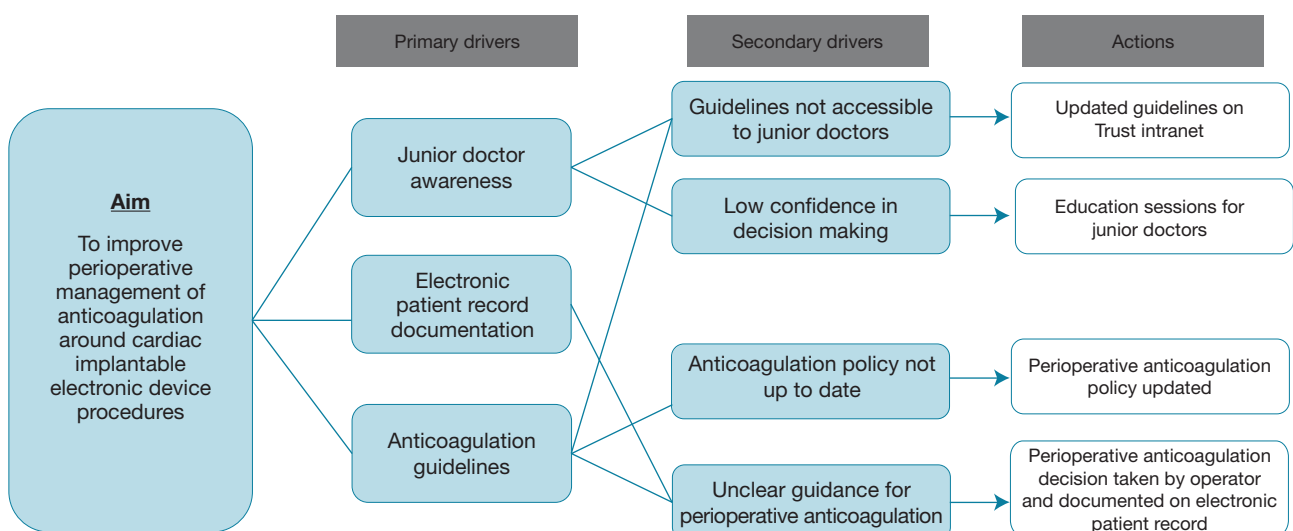 Primary drivers
Secondary drivers
Actions
Aim
To improve
perioperative
management of
anticoagulation
around cardiac
implantable
electronic device
procedures
Junior doctor
awareness
Electronic
patient record
documentation
Anticoagulation
guidelines
Guidelines not accessible
to junior doctors
Low confidence in
decision making
Anticoagulation policy not
up to date
Unclear guidance for
perioperative anticoagulation
Updated guidelines on
Trust intranet
Education sessions for
junior doctors
Perioperative anticoagulation
policy updated
Perioperative anticoagulation
decision taken by operator
and documented on electronic
patient record